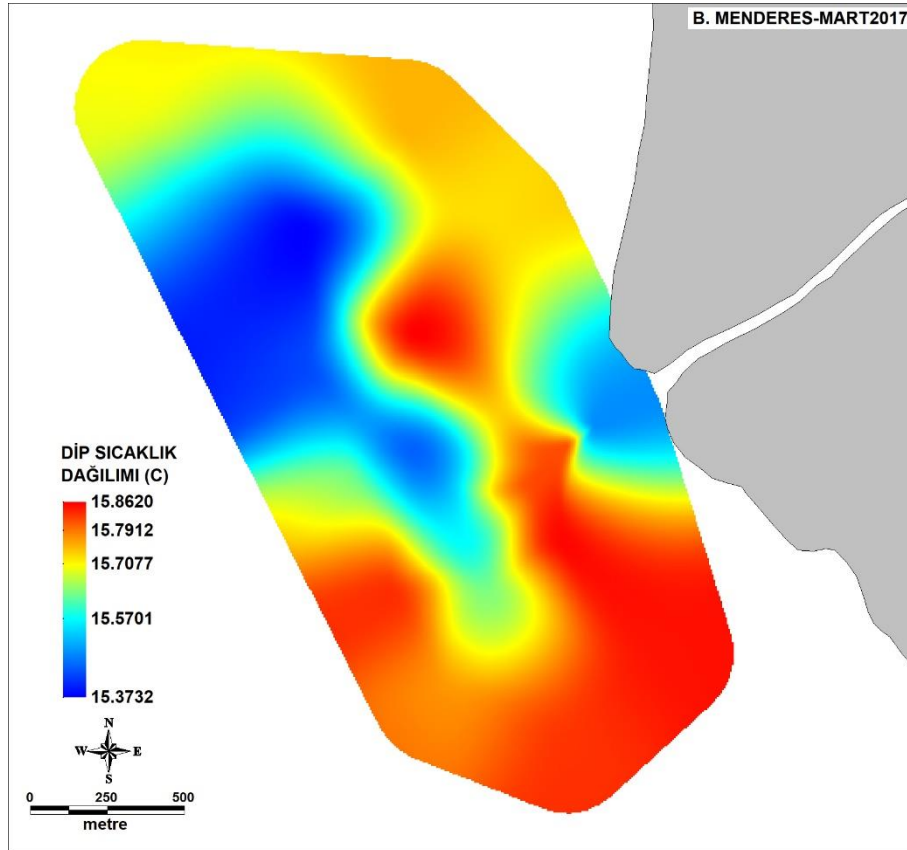 B. MENDERES-MART2017
DİP SICAKLIK
DAĞILIMI (C)
15.8620
15.7912
15.7077
15.5701
15.3732
N
W E
S
0 250 500
metre